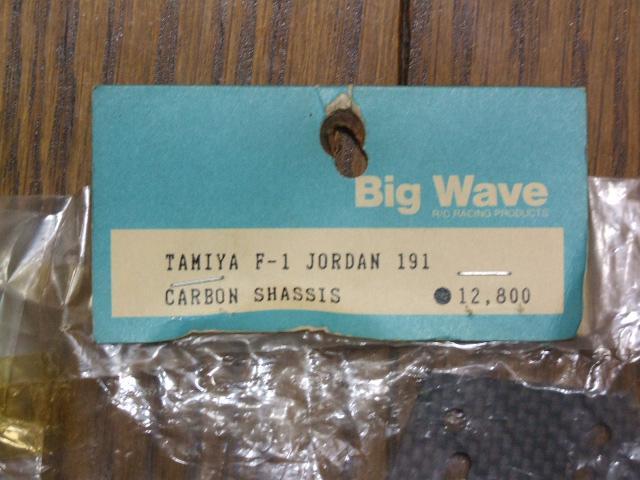 Big Wave
R/C RACING PRODUCTS
TAMIYA F-1 JORDAN 191
CARBON SHASSIS ●12,800